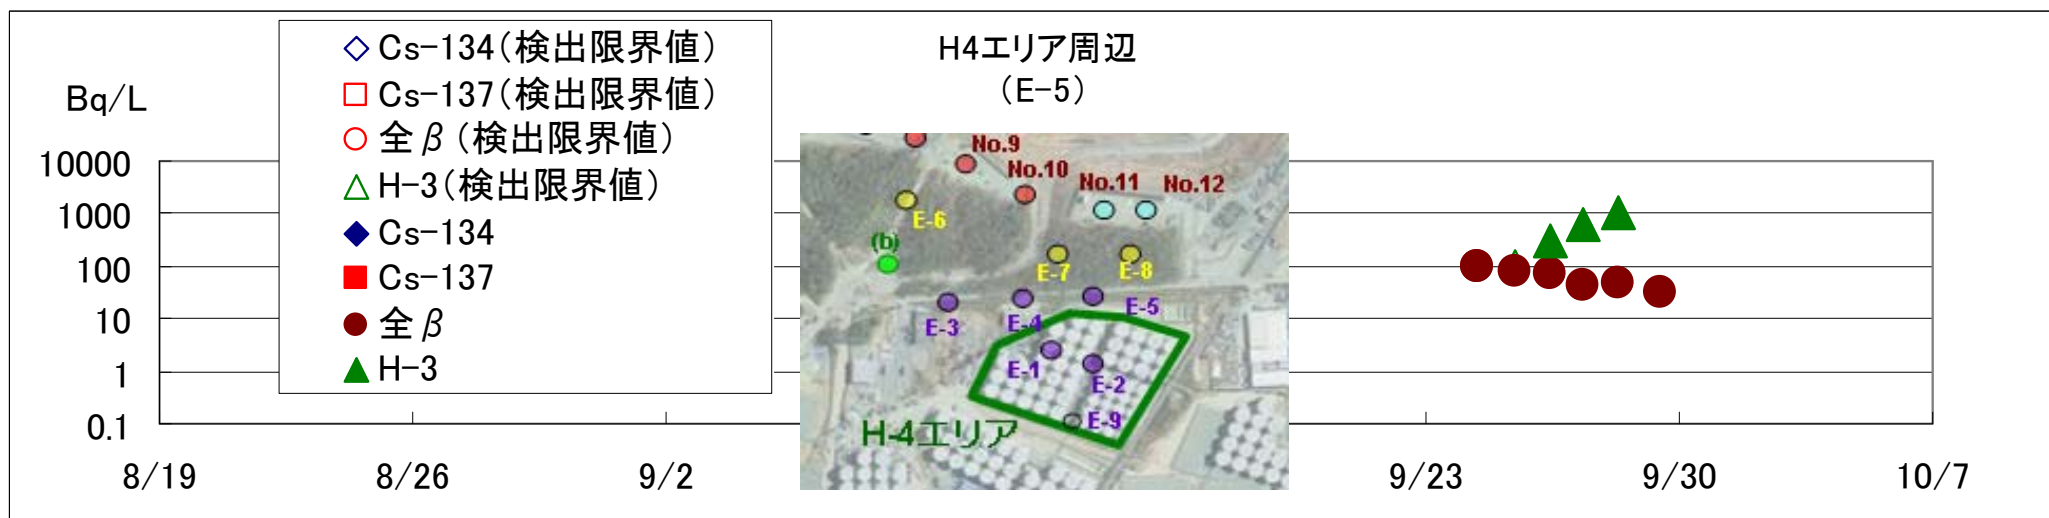 H4エリア周辺
（E-5）
Bq/L
◇ Cs-134（検出限界値）
□ Cs-137（検出限界値）
○ 全β（検出限界値）
△ H-3（検出限界値）
◆ Cs-134
■ Cs-137
● 全β
▲ H-3
10000
1000
100
10
1
0.1
8/19
8/26
9/2
9/23
9/30
10/7
No.9
No.10
No.11
No.12
E-6
(b)
E-7
E-8
E-3
E-4
E-5
E-1
E-2
E-9
H-4エリア